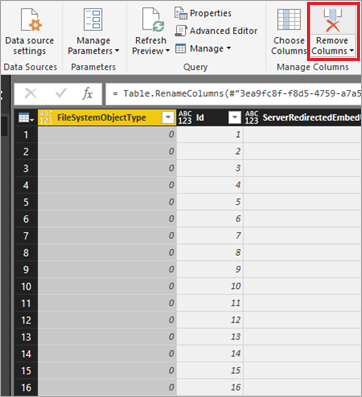 Properties
Advanced Editor
Manage
Data source
settings
Manage
Parameters
Refresh
Preview
Choose
Columns
Remove
Columns
Data Sources
Parameters
Query
Manage Columns
fx
= Table.RenameColumns(#"3ea9fc8f-f8d5-4759-a7a5
ABC 123 FileSystemObjectType ABC 123 Id ABC 123 ServerRedirectedEmbedU
1 0 1
2 0 2
3 0 3
4 0 4
5 0 5
6 0 6
7 0 7
8 0 8
9 0 9
10 0 10
11 0 11
12 0 12
13 0 13
14 0 14
15 0 15
16 0 16